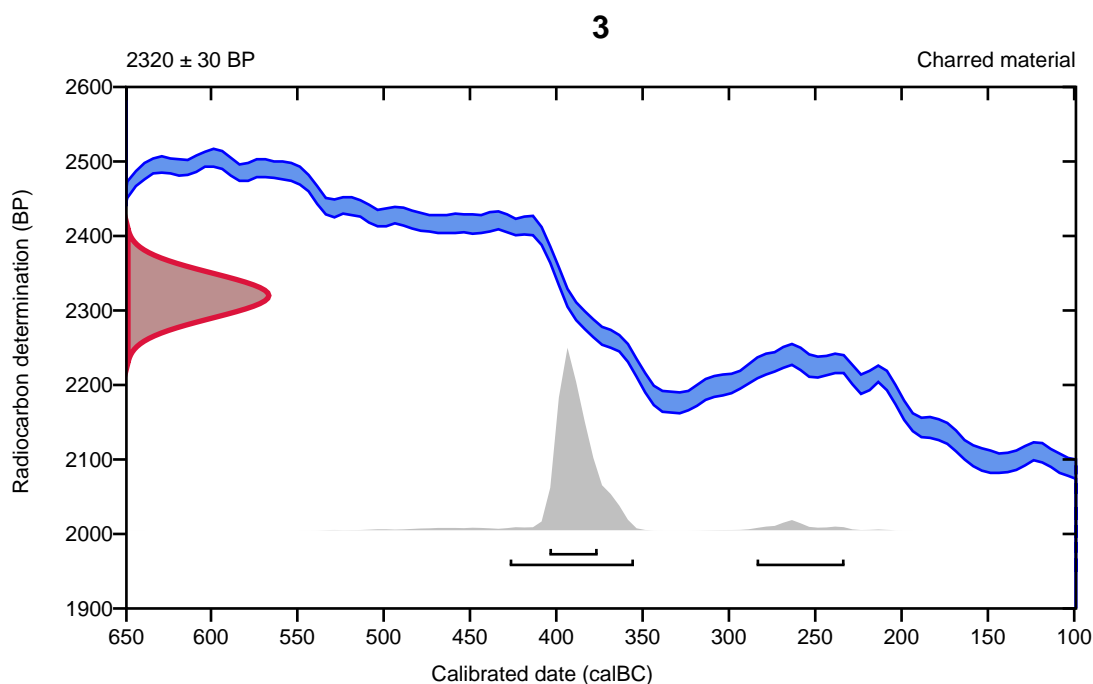 3
2320 ± 30 BP
Charred material
Radiocarbon determination (BP)
2600
2500
2400
2300
2200
2100
2000
1900
650 600 550 500 450 400 350 300 250 200 150 100
Calibrated date (calBC)